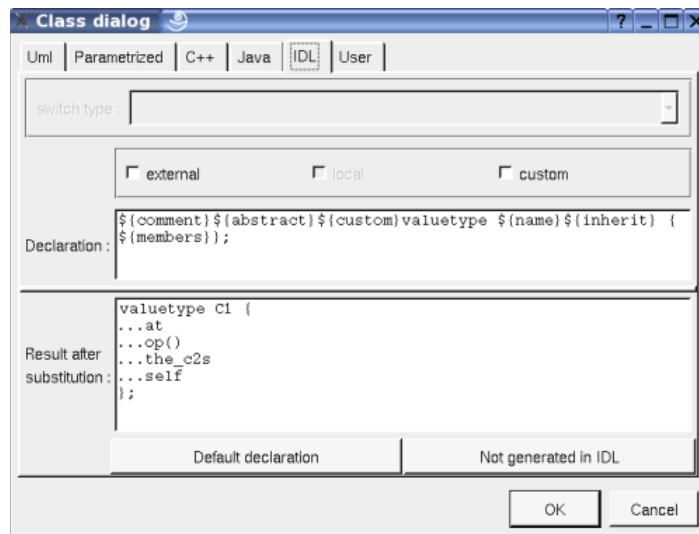 Class dialog
?
Uml Parametrized C++ Java IDL User
switch type :
external local custom
Declaration :
${comment}${abstract}${custom}valuetype ${name}${inherit} {
${members}};
Result after
substitution :
valuetype C1 {
...at
...op()
...the_c2s
...self
};
Default declaration Not generated in IDL
OK Cancel